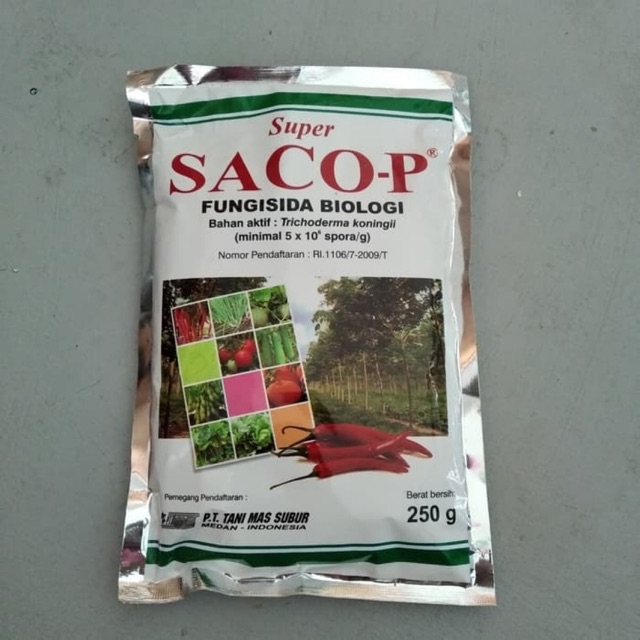 Super
SACO-P®
FUNGISIDA BIOLOGI
Bahan aktif : Trichoderma koningii
(minimal 5 x 10⁶ spora/g)
Nomor Pendaftaran : RI.1106/7-2009/T
Pemegang Pendaftaran :
Berat bersih
P.T. TANI MAS SUBUR
MEDAN - INDONESIA
250 g